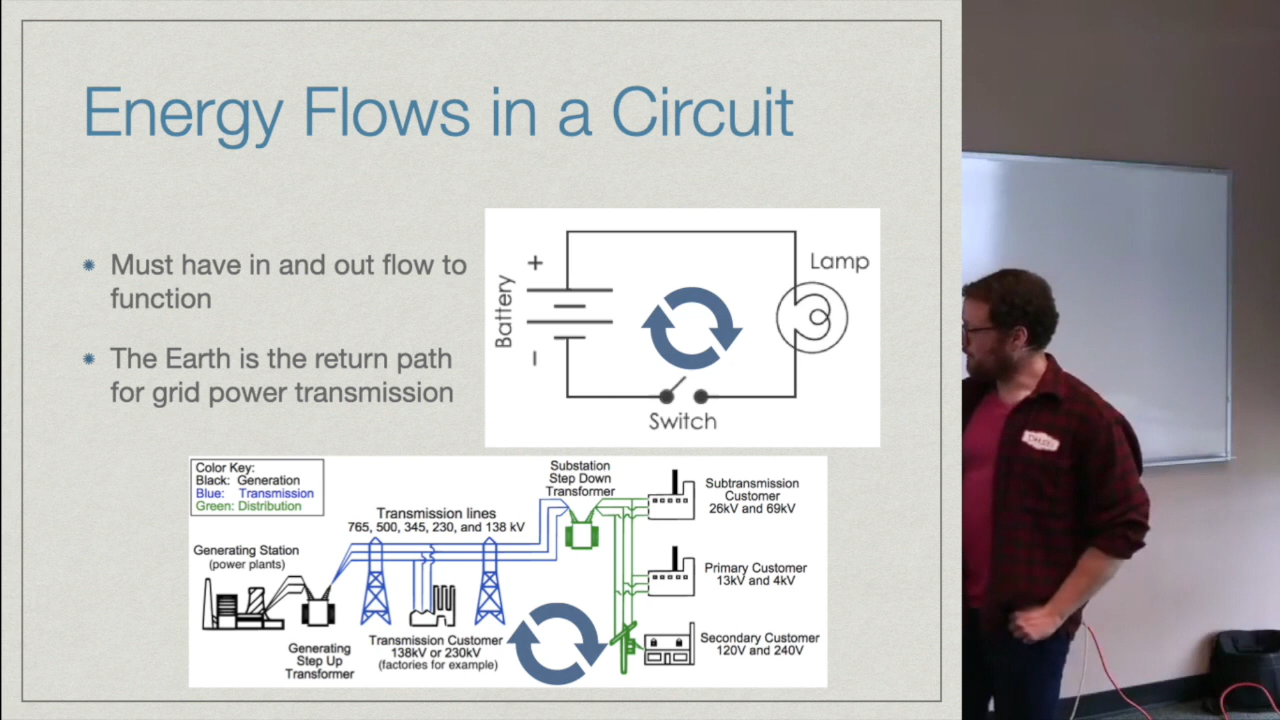 Energy Flows in a Circuit
Must have in and out flow to
function
The Earth is the return path
for grid power transmission
+
Battery
–
Lamp
Switch
Color Key:
Black: Generation
Blue: Transmission
Green: Distribution
Generating Station
(power plants)
Generating
Step Up
Transformer
Transmission lines
765, 500, 345, 230, and 138 kV
Transmission Customer
138kV or 230kV
(factories for example)
Substation
Step Down
Transformer
Subtransmission
Customer
26kV and 69kV
Primary Customer
13kV and 4kV
Secondary Customer
120V and 240V